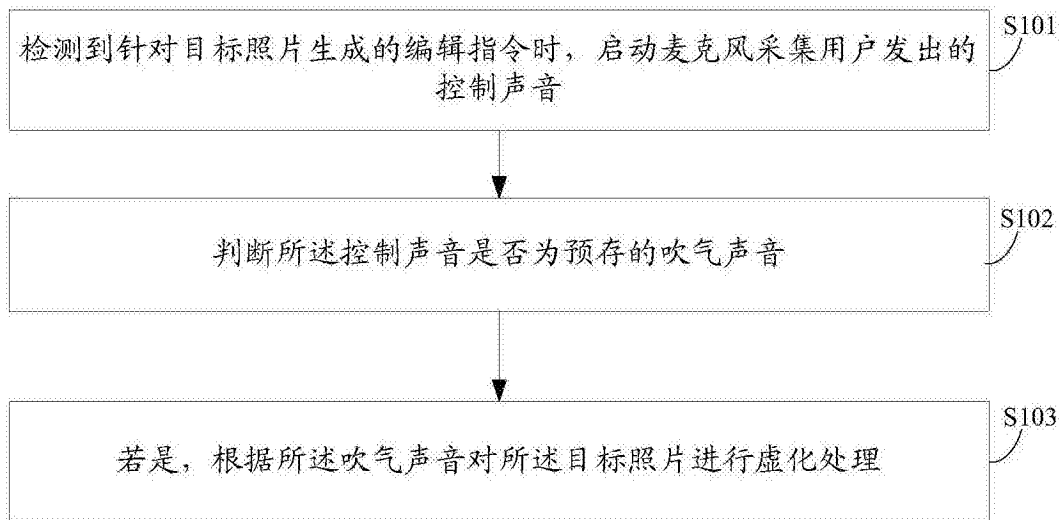 S101
检测到针对目标照片生成的编辑指令时，启动麦克风采集用户发出的
控制声音
S102
判断所述控制声音是否为预存的吹气声音
S103
若是，根据所述吹气声音对所述目标照片进行虚化处理